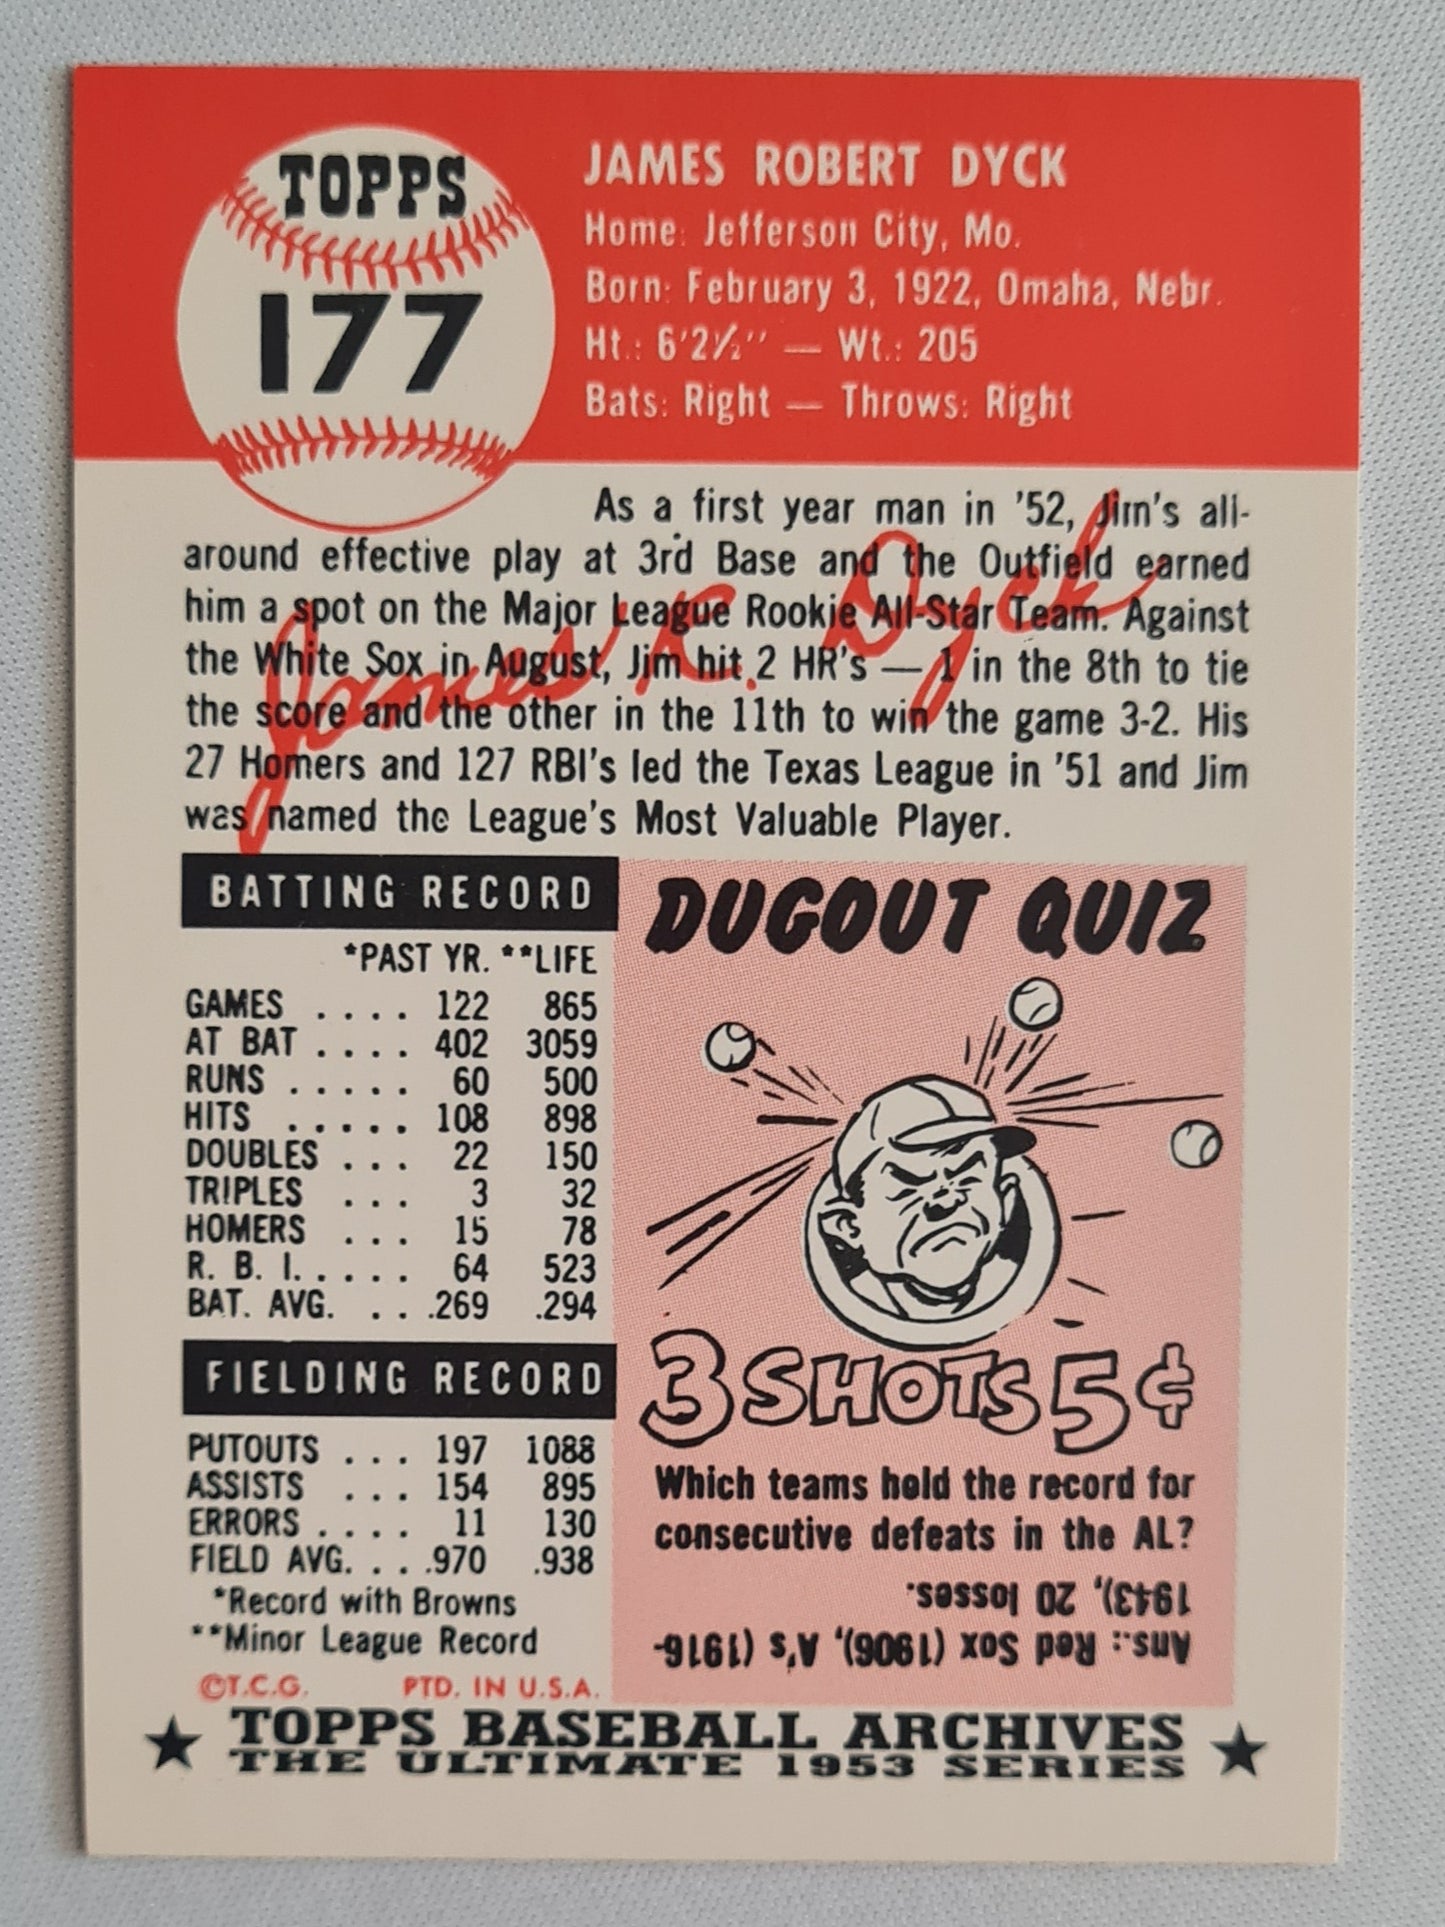 TOPPS
177
JAMES ROBERT DYCK
Home: Jefferson City, Mo.
Born: February 3, 1922, Omaha, Nebr.
Ht.: 6'2½'' — Wt.: 205
Bats: Right — Throws: Right
As a first year man in '52, Jim's all-
around effective play at 3rd Base and the Outfield earned
him a spot on the Major League Rookie All-Star Team. Against
the White Sox in August, Jim hit 2 HR's — 1 in the 8th to tie
the score and the other in the 11th to win the game 3-2. His
27 Homers and 127 RBI's led the Texas League in '51 and Jim
was named the League's Most Valuable Player.
James R. Dyck
BATTING RECORD
*PAST YR. **LIFE
GAMES .... 122 865
AT BAT .... 402 3059
RUNS ..... 60 500
HITS ..... 108 898
DOUBLES ... 22 150
TRIPLES ... 3 32
HOMERS ... 15 78
R. B. I. .... 64 523
BAT. AVG. .. .269 .294
FIELDING RECORD
PUTOUTS ... 197 1088
ASSISTS ... 154 895
ERRORS .... 11 130
FIELD AVG. .. .970 .938
*Record with Browns
**Minor League Record
©T.C.G. PTD. IN U.S.A.
DUGOUT QUIZ
3 SHOTS 5¢
Which teams hold the record for
consecutive defeats in the AL?
Ans.: Red Sox (1906), A's (1916-
1943), 20 losses.
★ TOPPS BASEBALL ARCHIVES ★
THE ULTIMATE 1953 SERIES